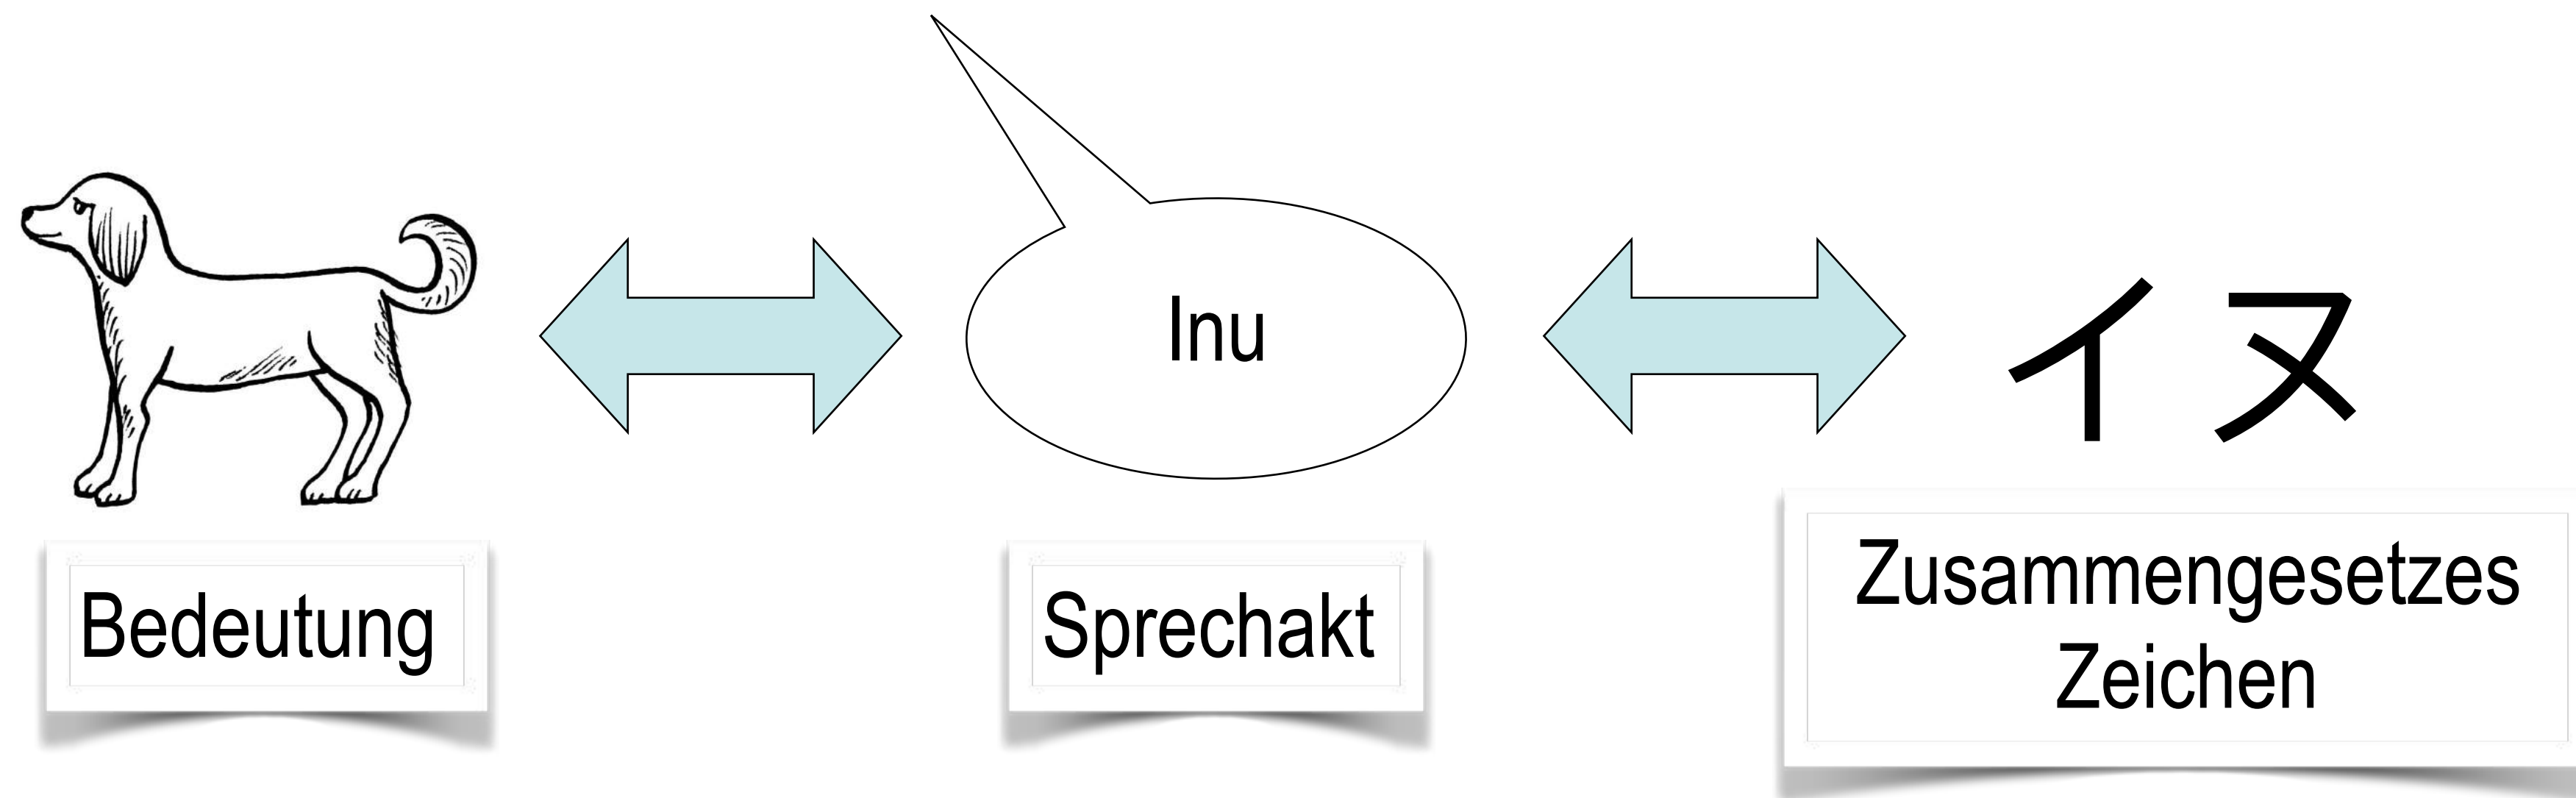 Inu
イヌ
Bedeutung
Sprechakt
Zusammengesetzes
Zeichen